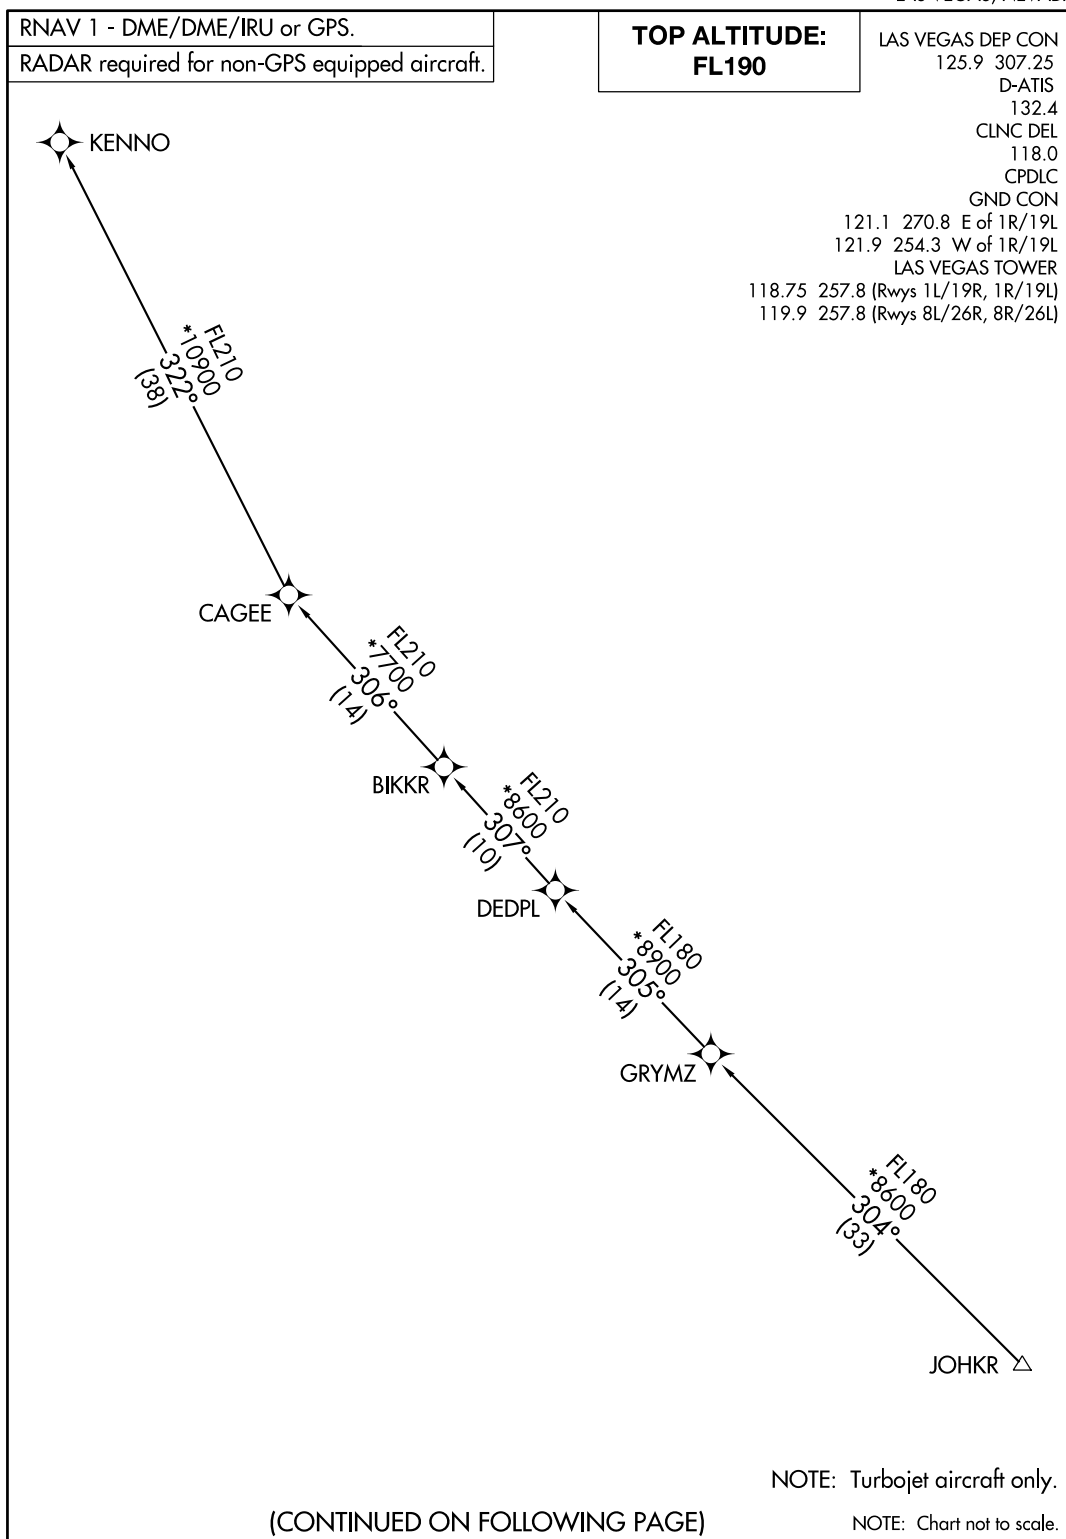 RNAV 1 - DME/DME/IRU or GPS.
RADAR required for non-GPS equipped aircraft.
TOP ALTITUDE:
FL190
LAS VEGAS DEP CON
125.9 307.25
D-ATIS
132.4
CLNC DEL
118.0
CPDLC
GND CON
121.1 270.8 E of 1R/19L
121.9 254.3 W of 1R/19L
LAS VEGAS TOWER
118.75 257.8 (Rwys 1L/19R, 1R/19L)
119.9 257.8 (Rwys 8L/26R, 8R/26L)
KENNO
FL210
*10900
322°
(38)
CAGEE
FL210
*7700
306°
(14)
BIKKR
FL210
*8600
307°
(10)
DEDPL
FL180
*8900
305°
(14)
GRYMZ
FL180
*8600
304°
(33)
JOHKR
NOTE: Turbojet aircraft only.
(CONTINUED ON FOLLOWING PAGE)
NOTE: Chart not to scale.